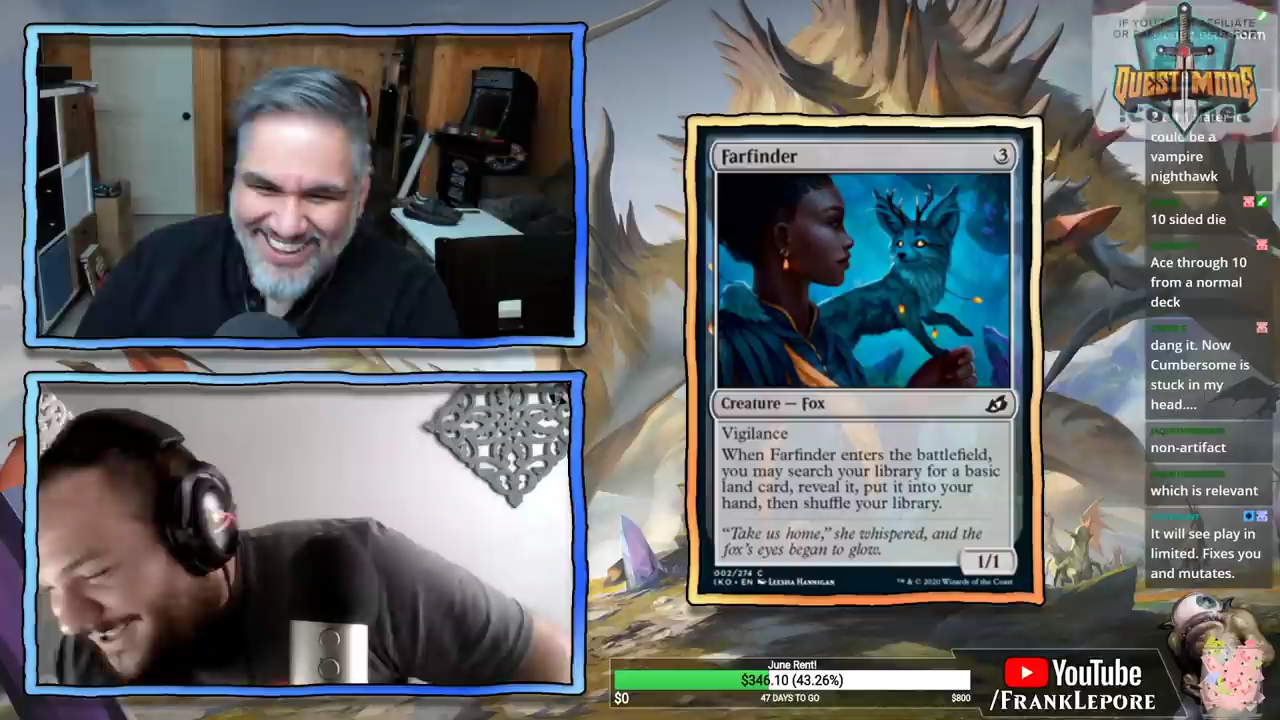 IF YOU'RE AFFILIATE
OR
QUEST MODE
could be a
vampire
nighthawk
10 sided die
Ace through 10
from a normal
deck
dang it. Now
Cumbersome is
stuck in my
head....
non-artifact
which is relevant
It will see play in
limited. Fixes you
and mutates.
Farfinder 3
Creature — Fox
Vigilance
When Farfinder enters the battlefield,
you may search your library for a basic
land card, reveal it, put it into your
hand, then shuffle your library.
"Take us home," she whispered, and the
fox's eyes began to glow.
1/1
002/274 C
IKO • EN Leesha Hannigan
™ & © 2020 Wizards of the Coast
June Rent!
$346.10 (43.26%)
$0 47 DAYS TO GO $800
YouTube
/FrankLepore